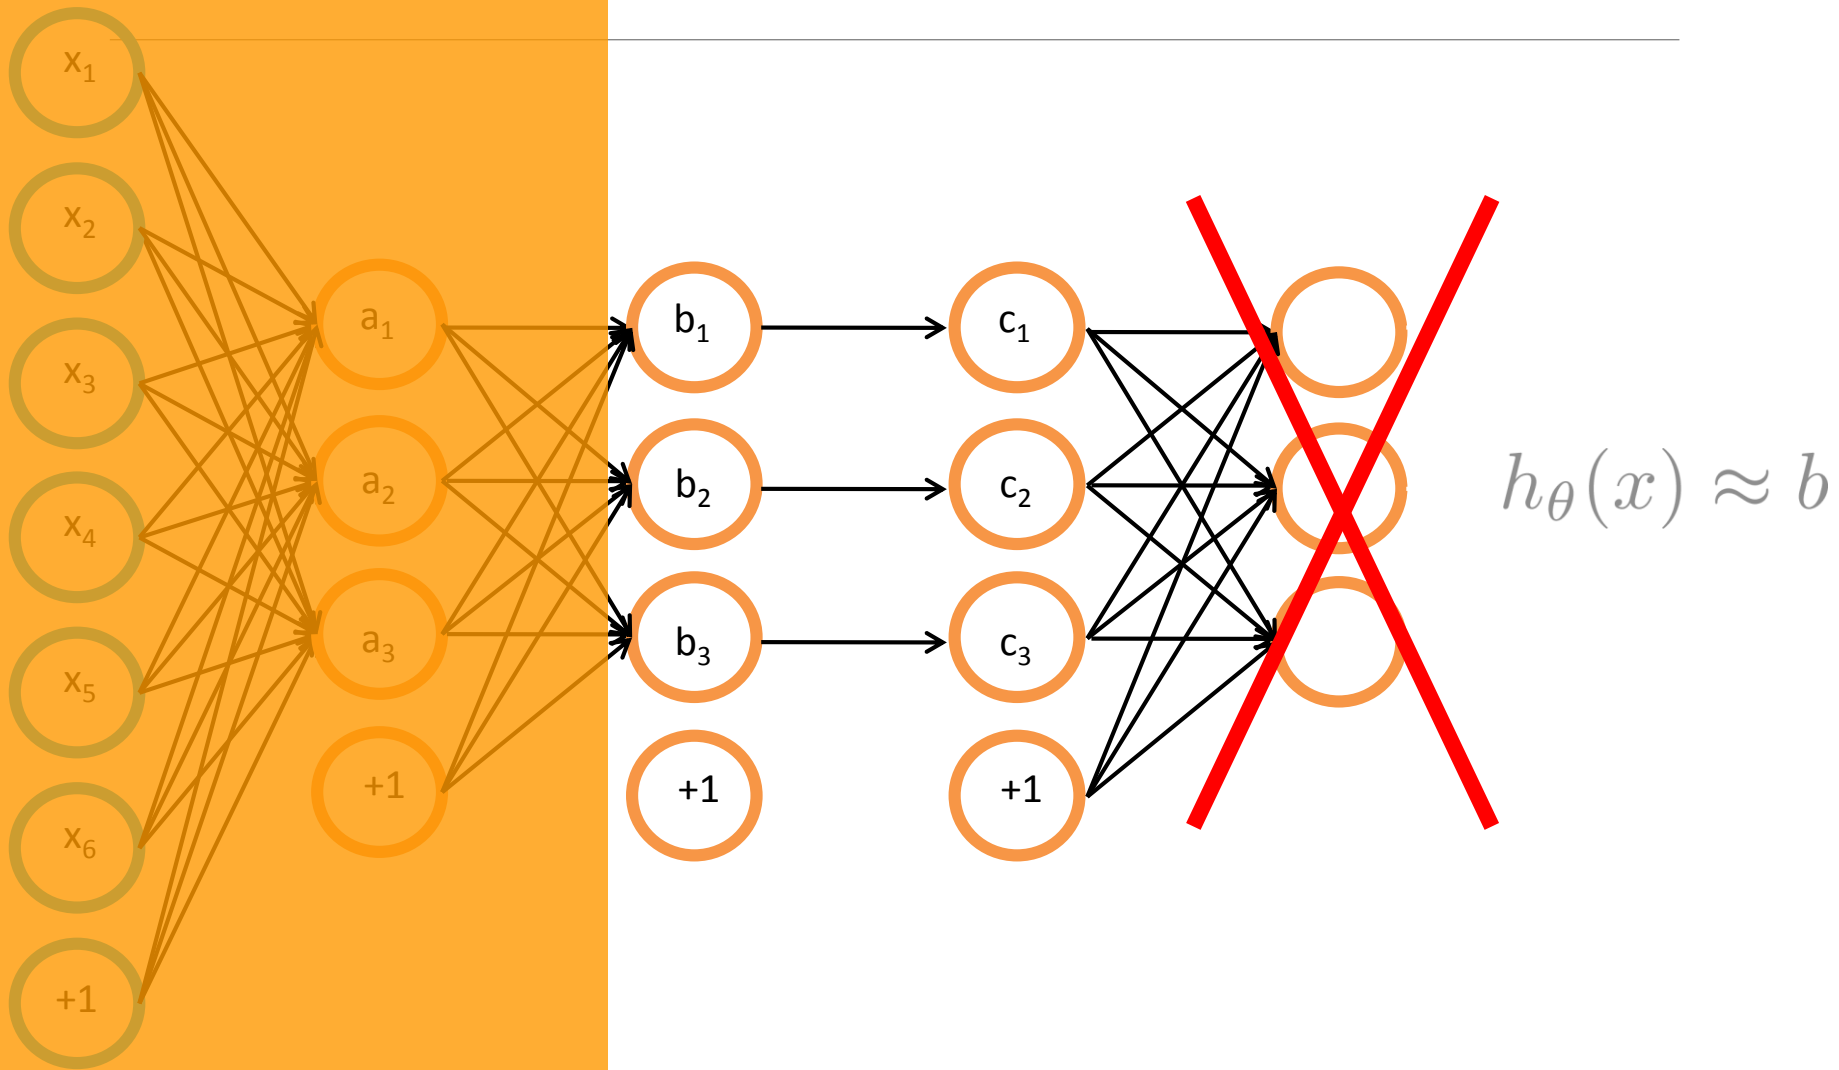 x1
x2
x3
x4
x5
x6
+1
a1
a2
a3
+1
b1
b2
b3
+1
c1
c2
c3
+1
hθ(x) ≈ b